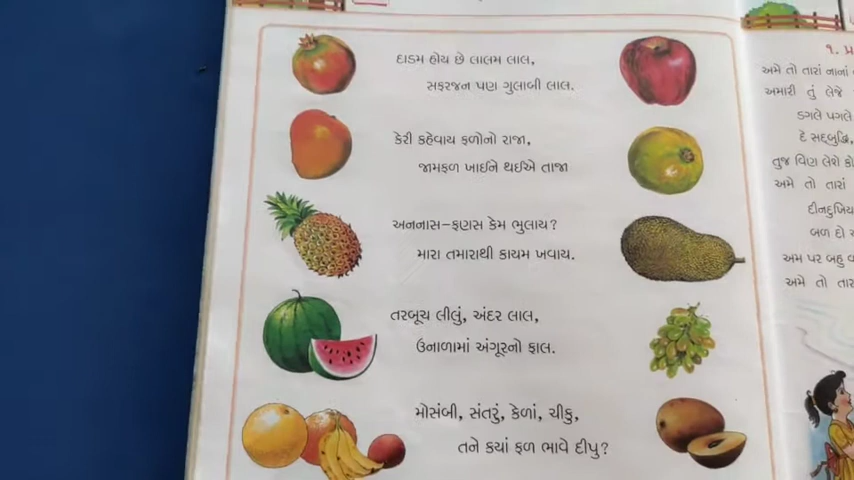 દાડમ હોય છે લાલમ લાલ,
સફરજન પણ ગુલાબી લાલ.
કેરી કહેવાય ફળોનો રાજા,
જામફળ ખાઈને થઈએ તાજા
અનનાસ-ફણસ કેમ ભુલાય?
મારા તમારાથી કાયમ ખવાય.
તરબૂચ લીલું, અંદર લાલ,
ઉનાળામાં અંગૂરનો ફાલ.
મોસંબી, સંતરું, કેળાં, ચીકુ,
તને કયાં ફળ ભાવે દીપુ?
૧. પ્ર
અમે તો તારાં નાનાં
અમારી તું લેજે
ડગલે પગલે
દે સદ્બુદ્ધિ,
તુજ વિણ લેશે કો
અમે તો તારાં
દીનદુખિય
બળ દો
અમ પર બહુ
અમે તો તાર